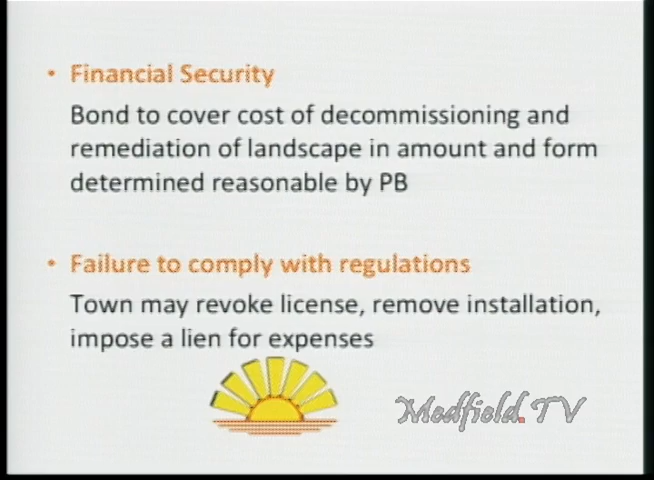 • Financial Security
Bond to cover cost of decommissioning and
remediation of landscape in amount and form
determined reasonable by PB
• Failure to comply with regulations
Town may revoke license, remove installation,
impose a lien for expenses
Medfield.TV